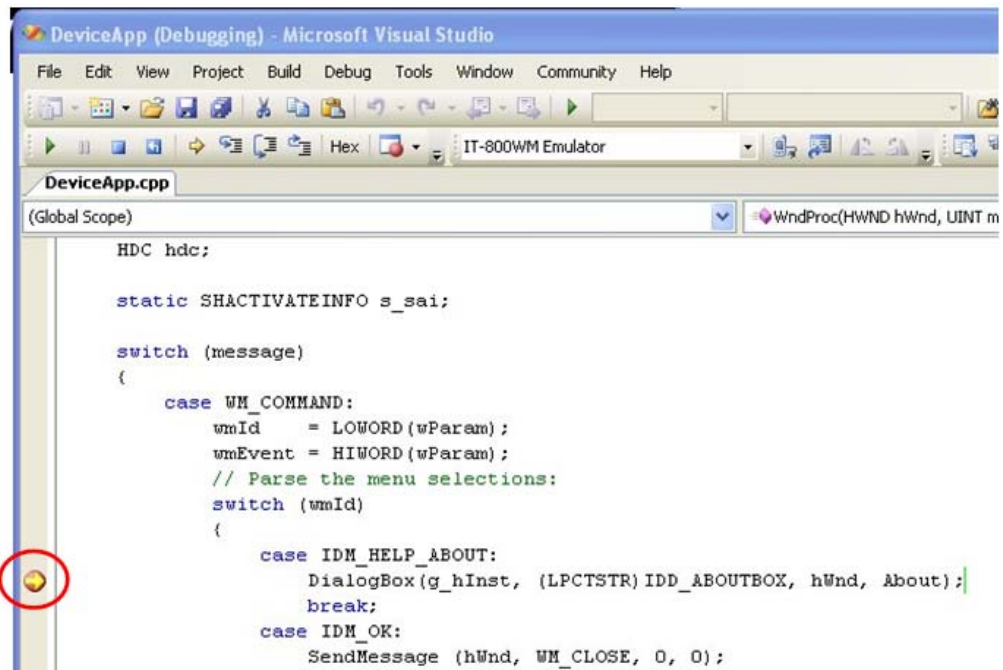 DeviceApp (Debugging) - Microsoft Visual Studio
File Edit View Project Build Debug Tools Window Community Help
Hex IT-800WM Emulator
DeviceApp.cpp
(Global Scope) WndProc(HWND hWnd, UINT m
HDC hdc;
static SHACTIVATEINFO s_sai;
switch (message)
{
case WM_COMMAND:
wmId    = LOWORD(wParam);
wmEvent = HIWORD(wParam);
// Parse the menu selections:
switch (wmId)
{
case IDM_HELP_ABOUT:
DialogBox(g_hInst, (LPCTSTR)IDD_ABOUTBOX, hWnd, About);
break;
case IDM_OK:
SendMessage (hWnd, WM_CLOSE, 0, 0);